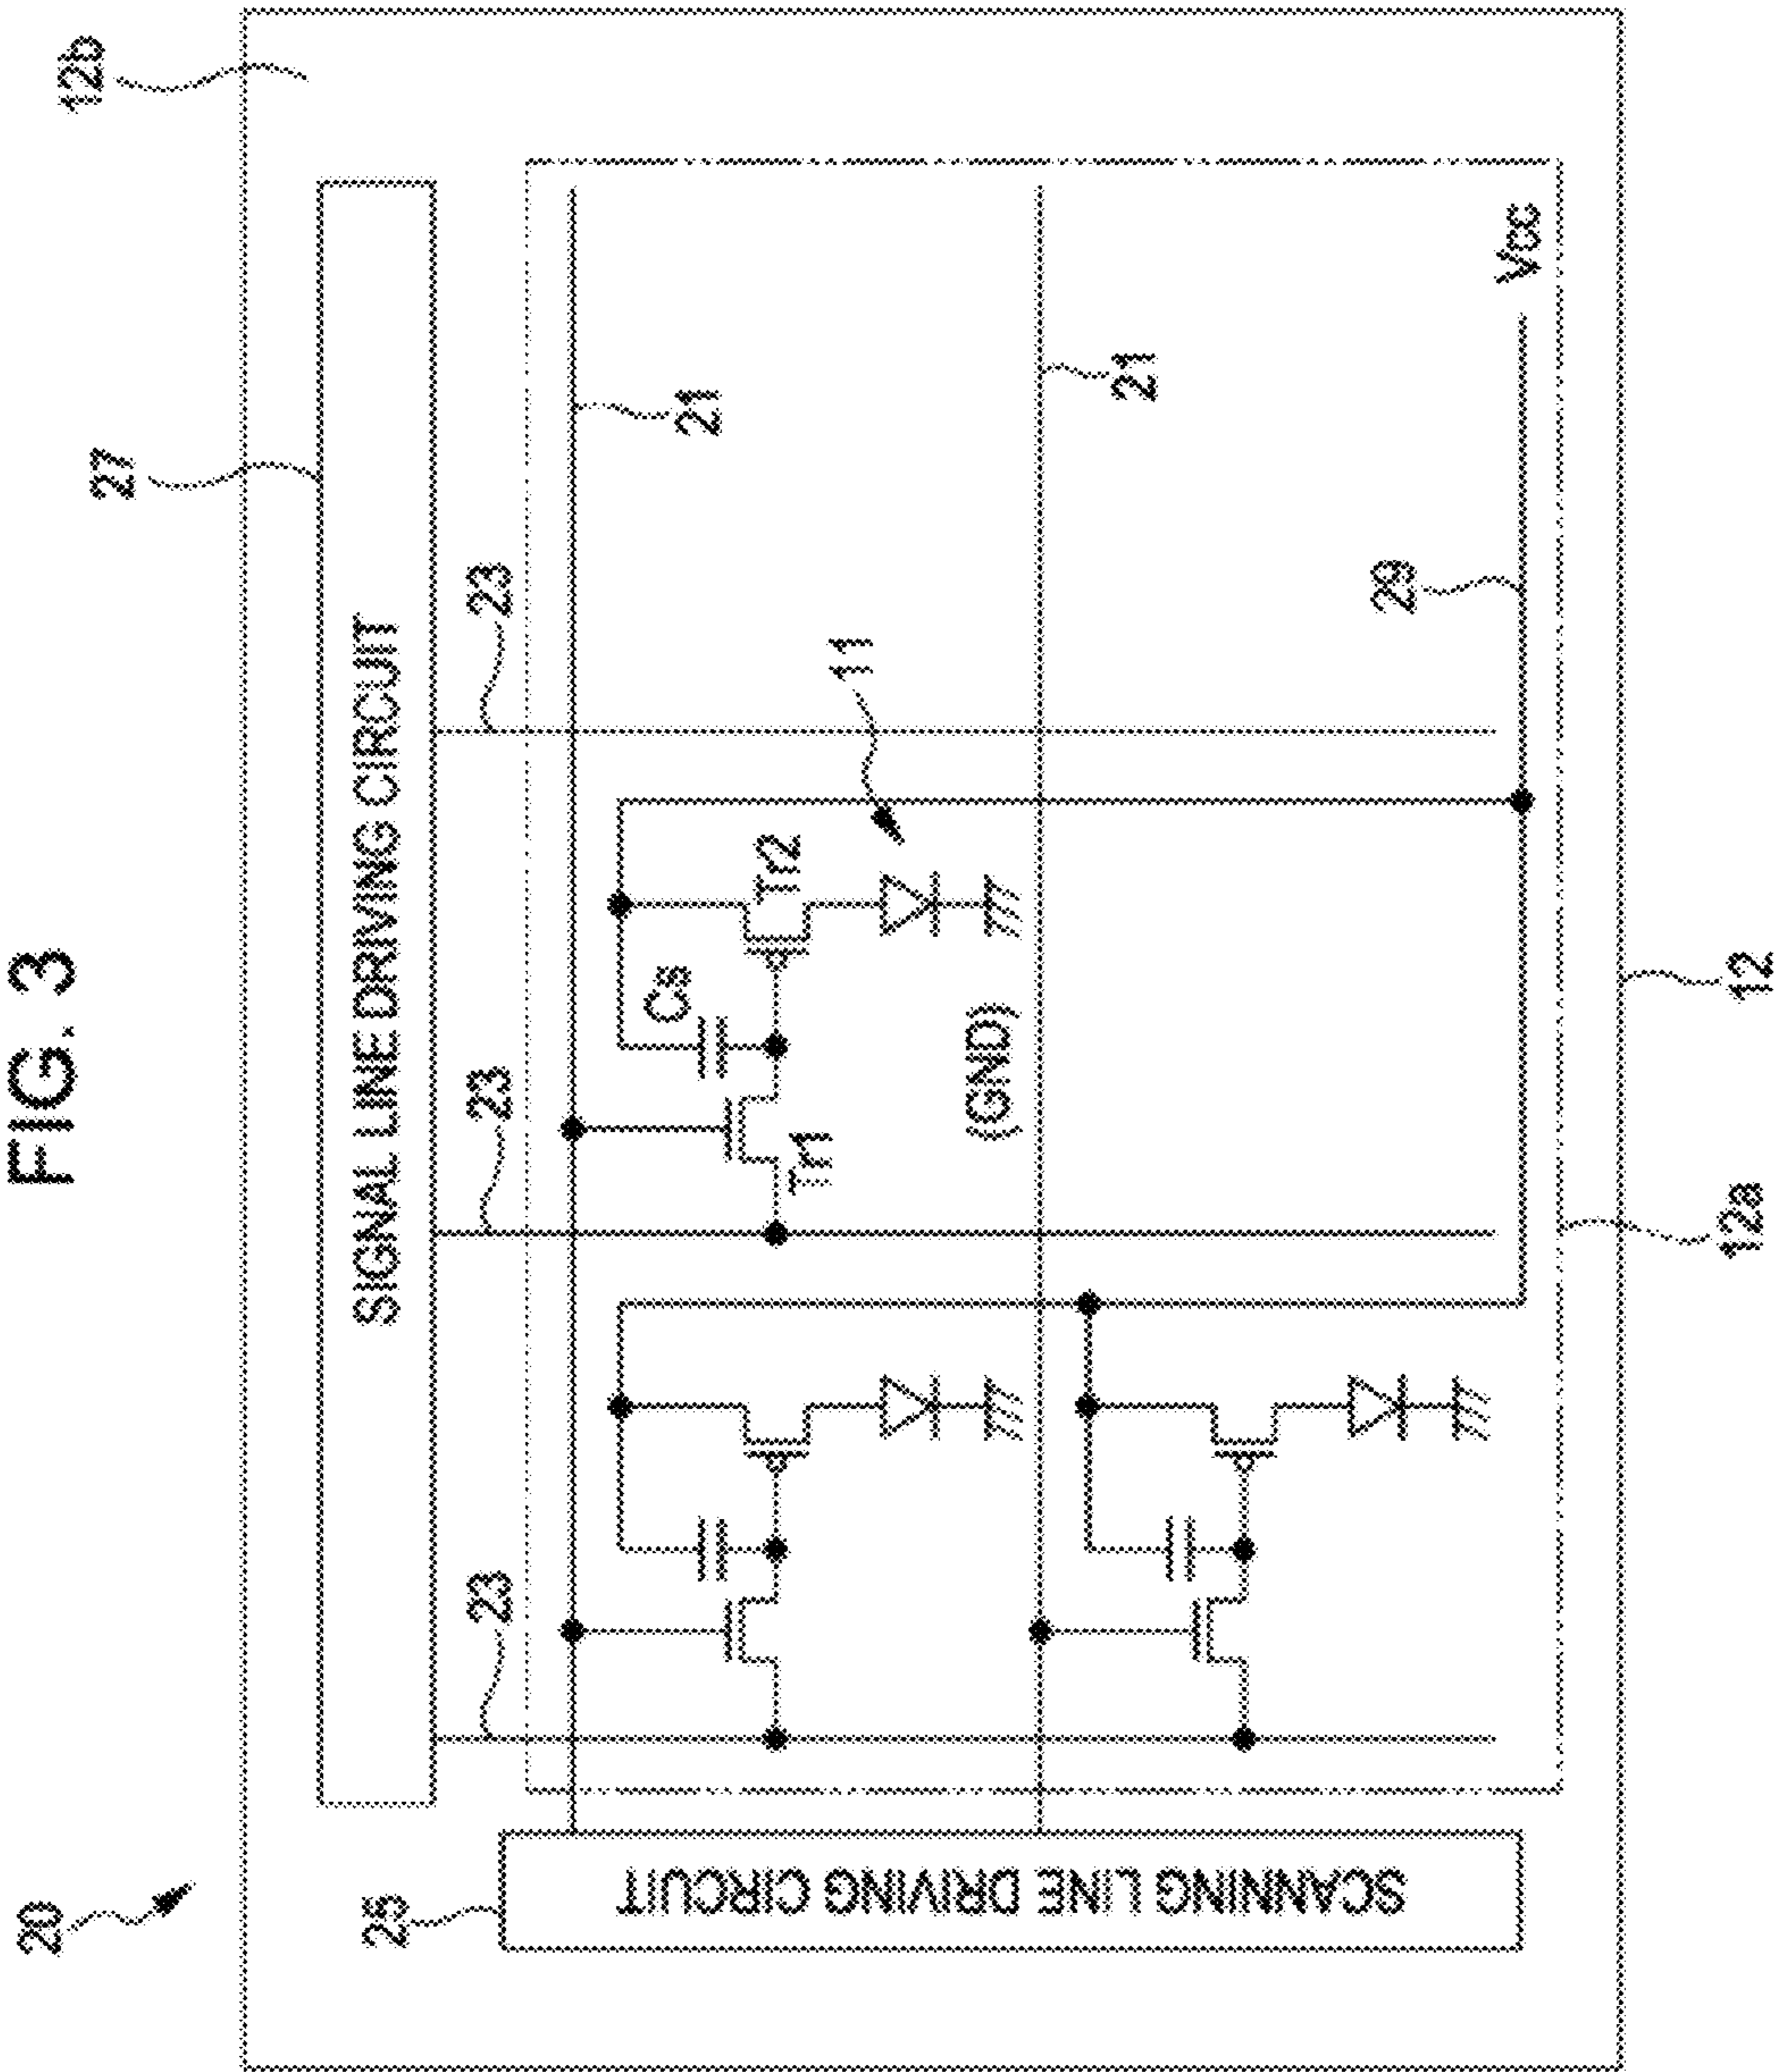 FIG. 3
20
27
12b
SIGNAL LINE DRIVING CIRCUIT
25
23
23
23
SCANNING LINE DRIVING CIRCUIT
21
Cs
Tr2
Tr1
11
(GND)
21
29
Vcc
12a
12